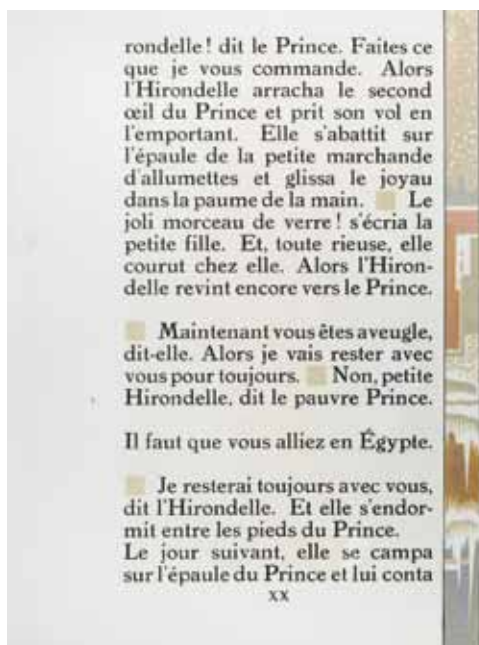 rondelle ! dit le Prince. Faites ce
que je vous commande. Alors
l'Hirondelle arracha le second
œil du Prince et prit son vol en
l'emportant. Elle s'abattit sur
l'épaule de la petite marchande
d'allumettes et glissa le joyau
dans la paume de la main. Le
joli morceau de verre ! s'écria la
petite fille. Et, toute rieuse, elle
courut chez elle. Alors l'Hiron-
delle revint encore vers le Prince.
Maintenant vous êtes aveugle,
dit-elle. Alors je vais rester avec
vous pour toujours. Non, petite
Hirondelle, dit le pauvre Prince.
Il faut que vous alliez en Égypte.
Je resterai toujours avec vous,
dit l'Hirondelle. Et elle s'endor-
mit entre les pieds du Prince.
Le jour suivant, elle se campa
sur l'épaule du Prince et lui conta
XX